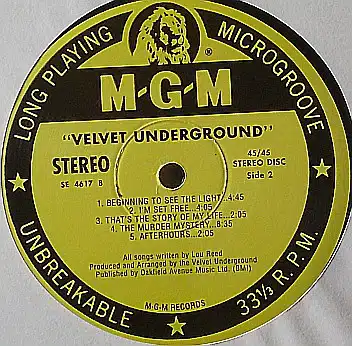 LONG PLAYING
MICROGROOVE
®
M-G-M
"VELVET UNDERGROUND"
STEREO
SE 4617 B
45/45
STEREO DISC
Side 2
1. BEGINNING TO SEE THE LIGHT...4:45
2. I'M SET FREE...4:05
3. THAT'S THE STORY OF MY LIFE...2:05
4. THE MURDER MYSTERY...8:35
5. AFTERHOURS...2:05
All songs written by Lou Reed
Produced and Arranged by the Velvet Underground
Published by Oakfield Avenue Music Ltd. (BMI)
M-G-M RECORDS
UNBREAKABLE
33⅓ R.P.M.